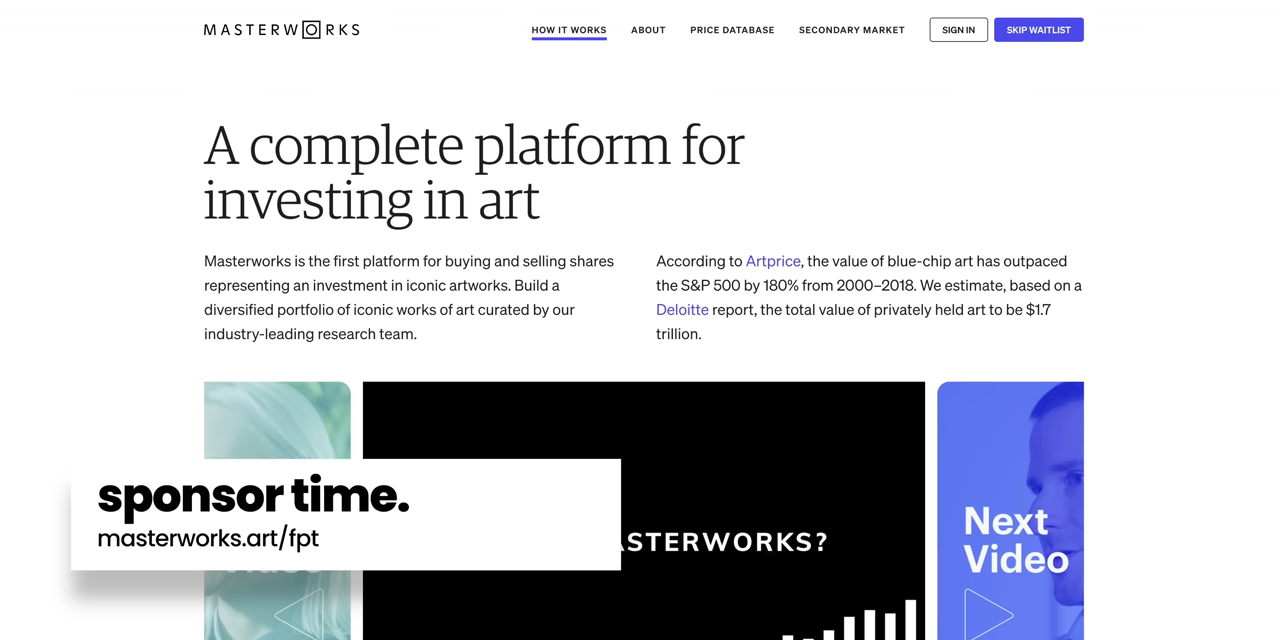 MASTERWORKS
HOW IT WORKS
ABOUT
PRICE DATABASE
SECONDARY MARKET
SIGN IN
SKIP WAITLIST
A complete platform for
investing in art
Masterworks is the first platform for buying and selling shares
representing an investment in iconic artworks. Build a
diversified portfolio of iconic works of art curated by our
industry-leading research team.
According to Artprice, the value of blue-chip art has outpaced
the S&P 500 by 180% from 2000–2018. We estimate, based on a
Deloitte report, the total value of privately held art to be $1.7
trillion.
sponsor time.
masterworks.art/fpt
ASTERWORKS?
Next
Video